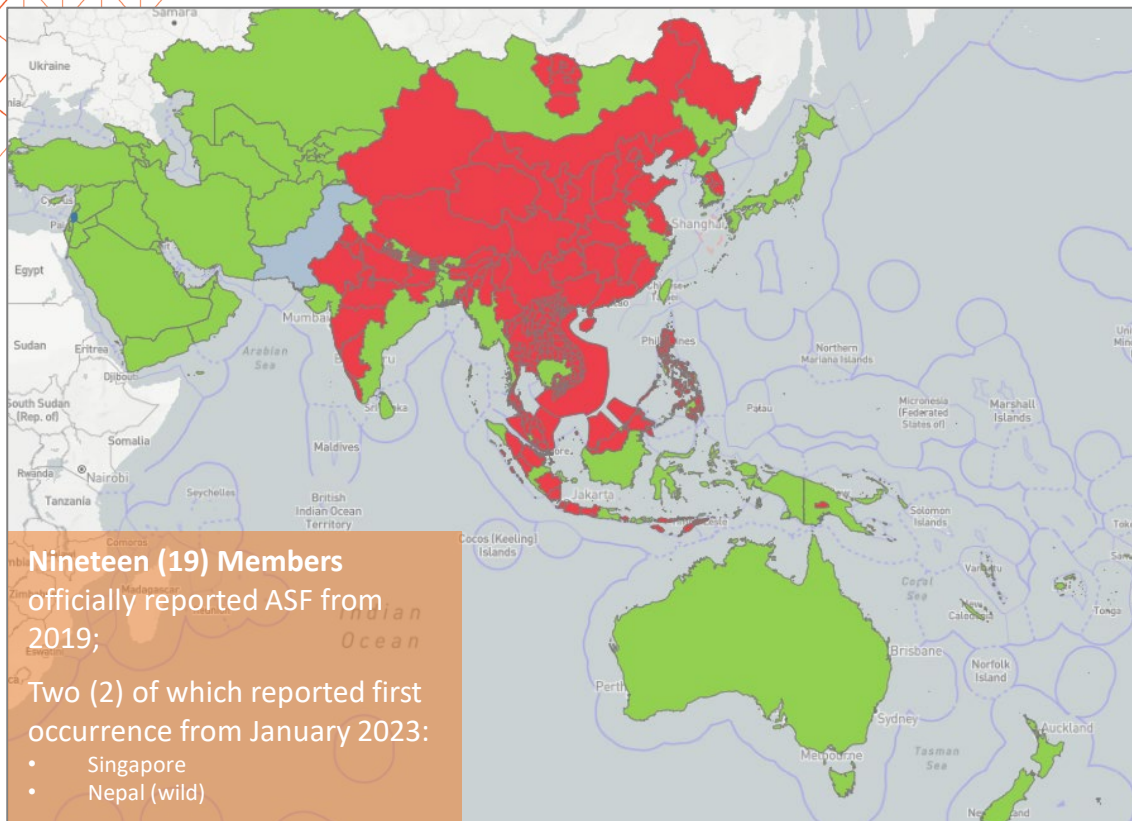 Samara
Ukraine
Cyprus
Egypt
Shanghai
Mumbai
Philippines
Northern
Mariana Islands
Sudan
Eritrea
Arabian
Sea
Djibouti
South Sudan
(Rep. of)
Somalia
Maldives
Palau
Micronesia
(Federated
States of)
Marshall
Islands
Rwanda
Nairobi
Tanzania
Seychelles
British
Indian Ocean
Territory
Jakarta
Solomon
Islands
Cocos (Keeling)
Islands
Comoros
Madagascar
Indian
Ocean
Coral
Sea
Vanuatu
New
Tonga
Brisbane
Norfolk
Island
Perth
Sydney
Auckland
Melbourne
Tasman
Sea
Nineteen (19) Members
officially reported ASF from
2019;
Two (2) of which reported first
occurrence from January 2023:
• Singapore
• Nepal (wild)